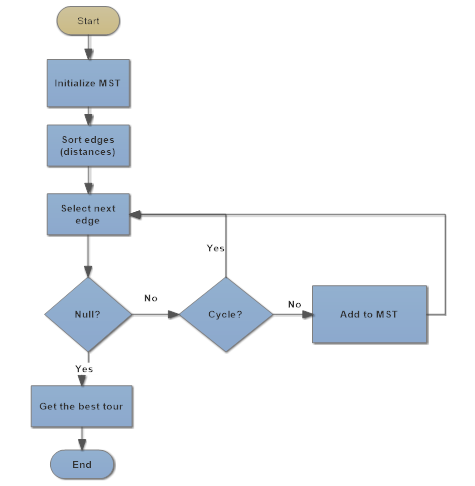 Start
Initialize MST
Sort edges
(distances)
Select next
edge
Yes
No
Null?
Cycle?
No
Add to MST
Yes
Get the best tour
End